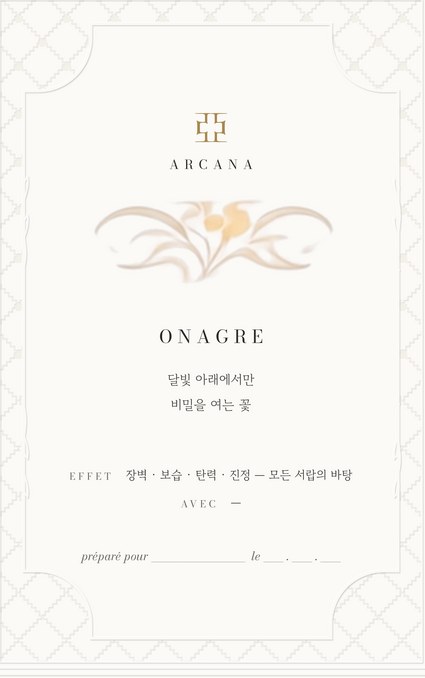 ARCANA
ONAGRE
달빛 아래에서만
비밀을 여는 꽃
EFFET 장벽 · 보습 · 탄력 · 진정 — 모든 서랍의 바탕
AVEC —
préparé pour ______________ le ___ . ___ . ___